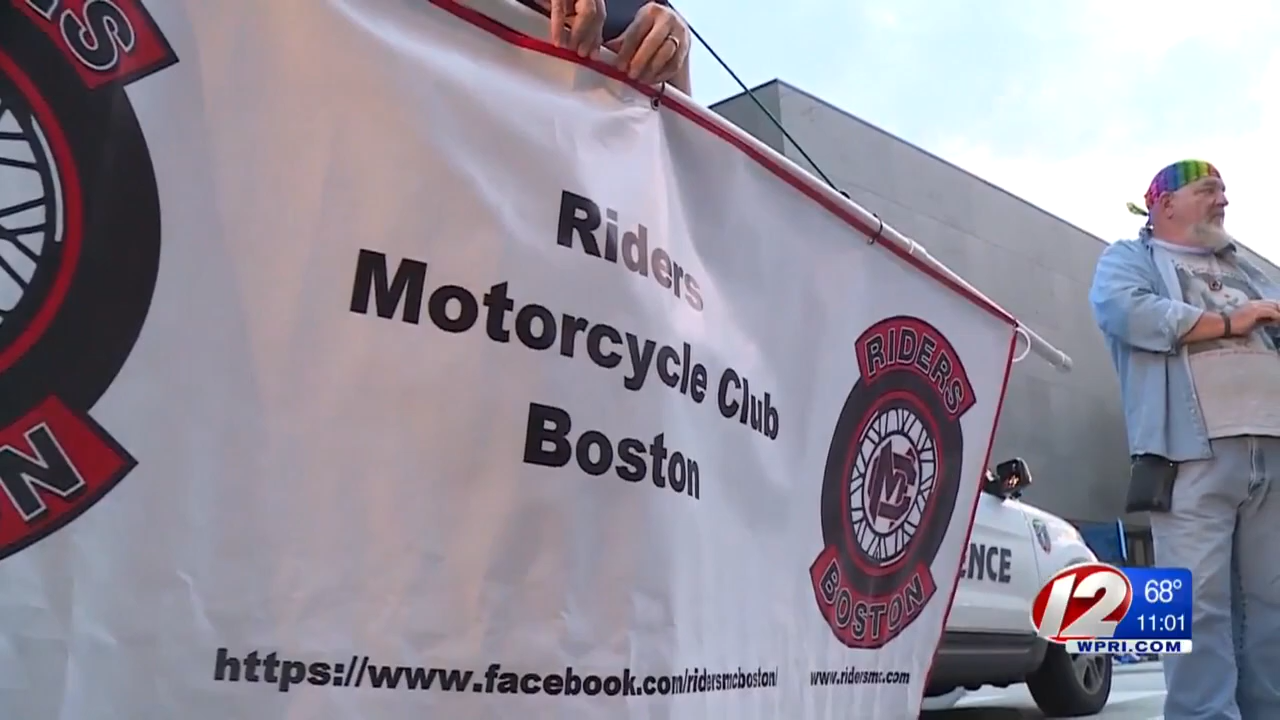 S
N
Riders
Motorcycle Club
Boston
RIDERS
MC
BOSTON
https://www.facebook.com/ridersmcboston/
www.ridersmc.com
ENCE
12
68°
11:01
WPRI.COM